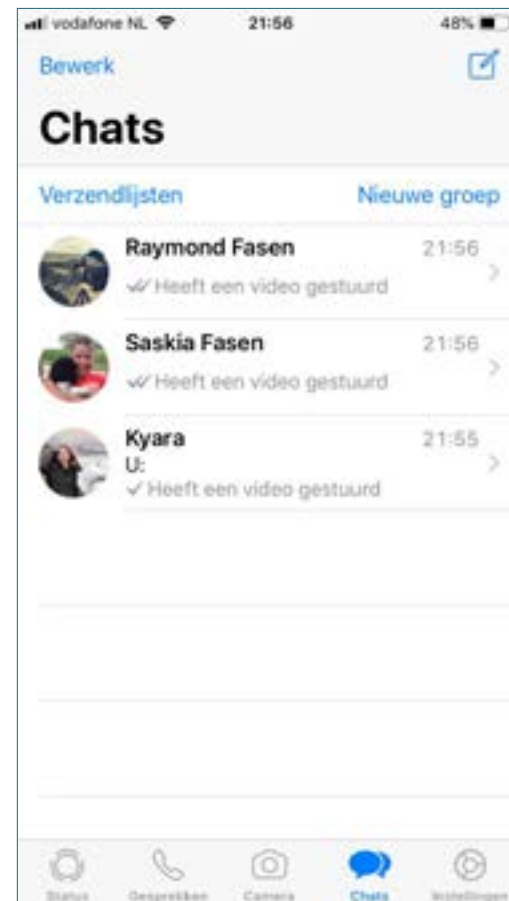 vodafone NL 21:56 48%
Bewerk
Chats
Verzendlijsten Nieuwe groep
Raymond Fasen 21:56
Heeft een video gestuurd
Saskia Fasen 21:56
Heeft een video gestuurd
Kyara 21:55
U:
Heeft een video gestuurd
Status Gesprekken Camera Chats Instellingen